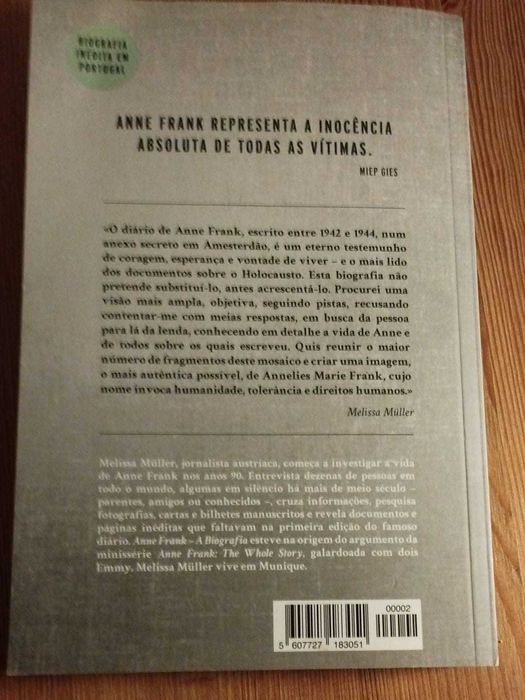 BIOGRAFIA
INÉDITA EM
PORTUGAL
ANNE FRANK REPRESENTA A INOCÊNCIA
ABSOLUTA DE TODAS AS VÍTIMAS.
MIEP GIES
«O diário de Anne Frank, escrito entre 1942 e 1944, num
anexo secreto em Amesterdão, é um eterno testemunho
de coragem, esperança e vontade de viver – e o mais lido
dos documentos sobre o Holocausto. Esta biografia não
pretende substituí-lo, antes acrescentá-lo. Procurei uma
visão mais ampla, objetiva, seguindo pistas, recusando
contentar-me com meias respostas, em busca da pessoa
para lá da lenda, conhecendo em detalhe a vida de Anne e
de todos sobre os quais escreveu. Quis reunir o maior
número de fragmentos deste mosaico e criar uma imagem,
o mais autêntica possível, de Annelies Marie Frank, cujo
nome invoca humanidade, tolerância e direitos humanos.»
Melissa Müller
Melissa Müller, jornalista austríaca, começa a investigar a vida
de Anne Frank nos anos 90. Entrevista dezenas de pessoas em
todo o mundo, algumas em silêncio há mais de meio século –
parentes, amigos ou conhecidos –, cruza informações, pesquisa
fotografias, cartas e bilhetes manuscritos e revela documentos e
páginas inéditas que faltavam na primeira edição do famoso
diário. Anne Frank – A Biografia esteve na origem do argumento da
minissérie Anne Frank: The Whole Story, galardoada com dois
Emmy. Melissa Müller vive em Munique.
00002
5 607727 183051